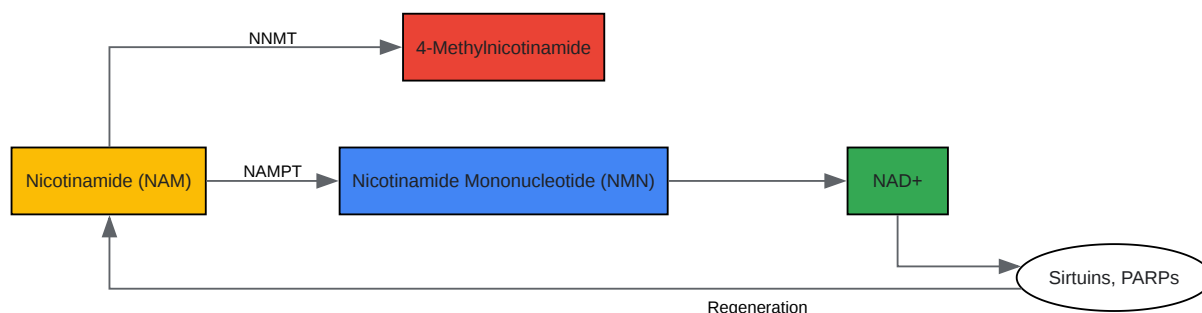 NNMT
4-Methylnicotinamide
Nicotinamide (NAM)
NAMPT
Nicotinamide Mononucleotide (NMN)
NAD+
Sirtuins, PARPs
Regeneration